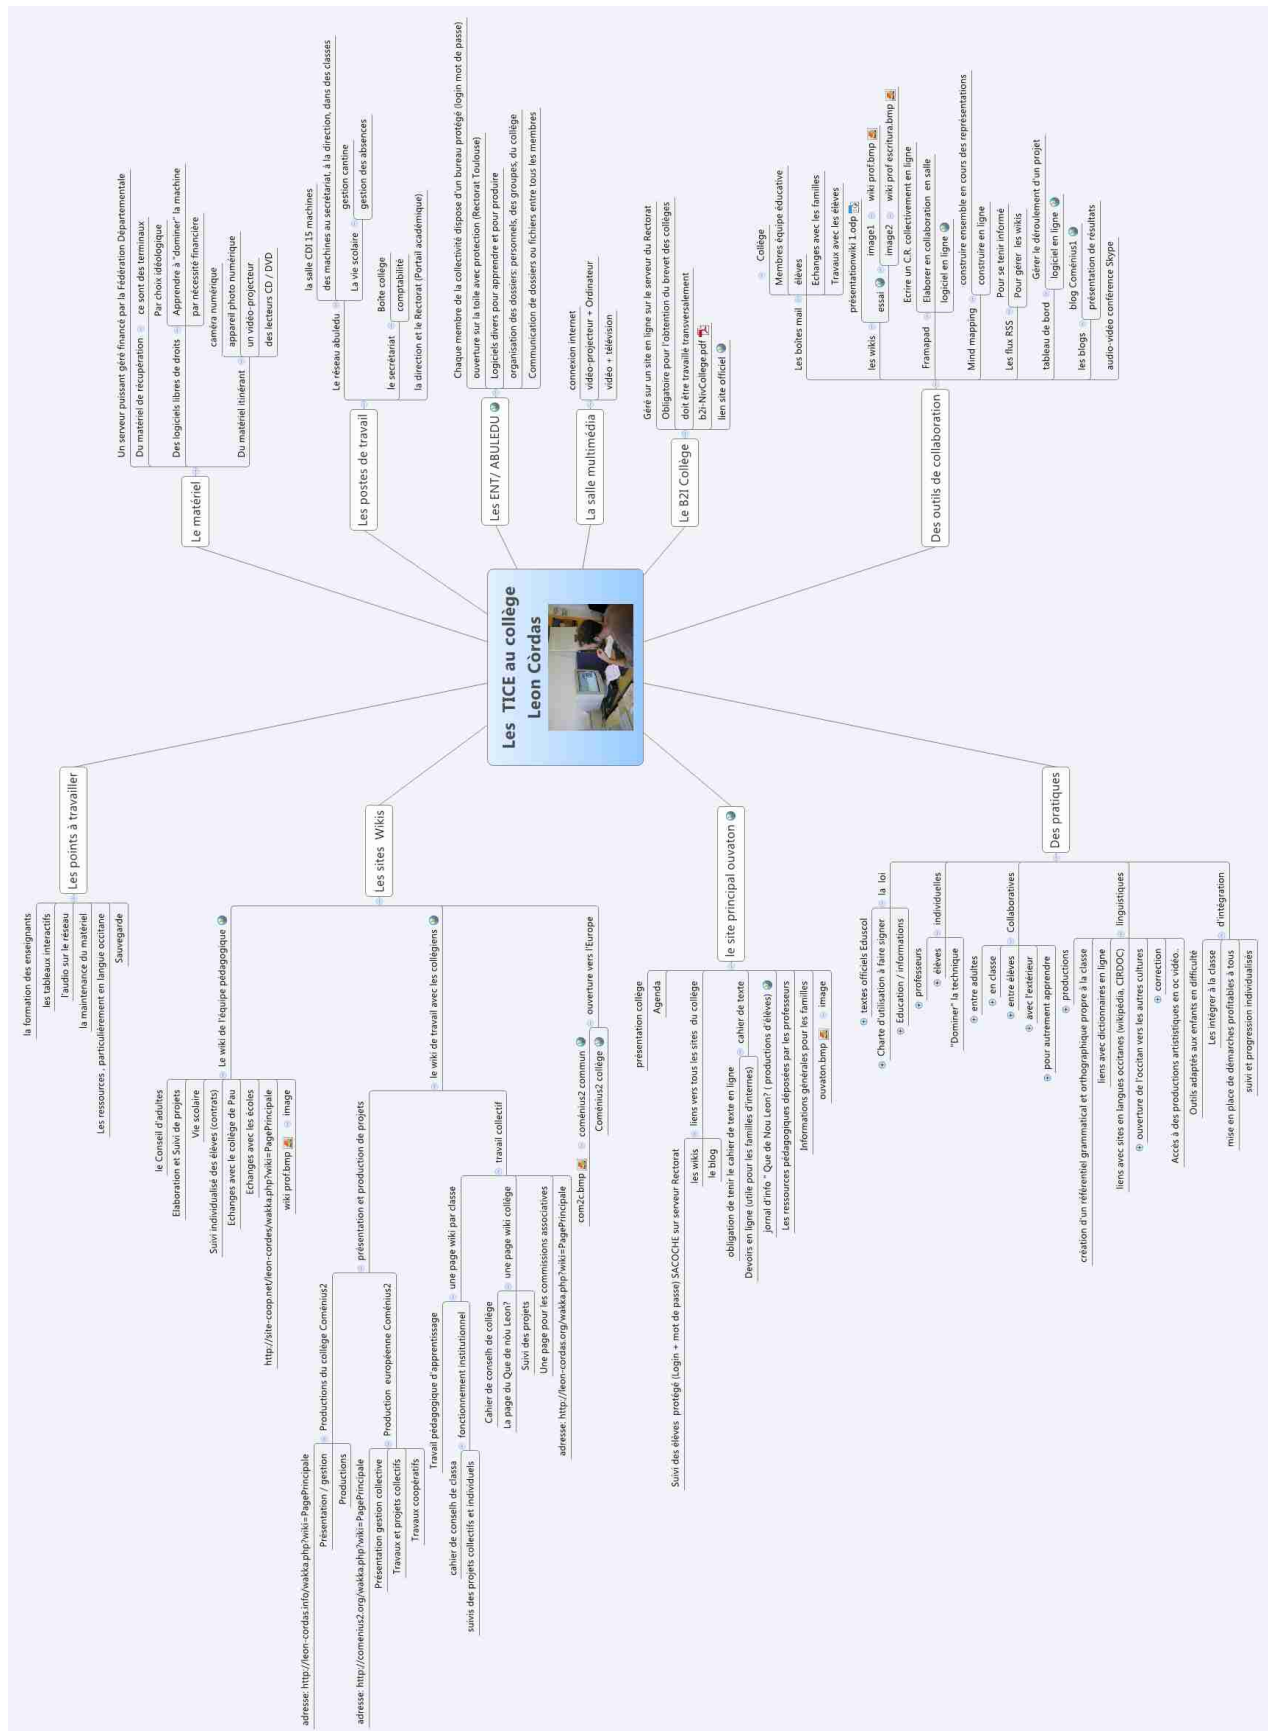 Les TICE au collège
Leon Còrdas
Le matériel
Un serveur puissant géré financé par la Fédération Départementale
Du matériel de récupération
ce sont des terminaux
Des logiciels libres de droits
Par choix idéologique
Apprendre à "dominer" la machine
par nécessité financière
Du matériel itinérant
caméra numérique
appareil photo numérique
un vidéo-projecteur
des lecteurs CD / DVD
Les postes de travail
Le réseau abuledu
la salle CDI 15 machines
des machines au secrétariat, à la direction, dans des classes
La vie scolaire
gestion cantine
gestion des absences
le secrétariat
Boîte collège
comptabilité
la direction et le Rectorat (Portail académique)
Les ENT/ ABULEDU
Chaque membre de la collectivité dispose d'un bureau protégé (login mot de passe)
ouverture sur la toile avec protection (Rectorat Toulouse)
Logiciels divers pour apprendre et pour produire
organisation des dossiers: personnels, des groupes, du collège
Communication de dossiers ou fichiers entre tous les membres
La salle multimédia
connexion internet
vidéo-projecteur + Ordinateur
vidéo + télévision
Le B2I Collège
Géré sur un site en ligne sur le serveur du Rectorat
Obligatoire pour l'obtention du brevet des collèges
doit être travaillé transversalement
b2i-NivCollege.pdf
lien site officiel
Des outils de collaboration
Les boîtes mail
Collège
Membres équipe éducative
élèves
Echanges avec les familles
Travaux avec les élèves
les wikis
présentationwiki 1.odp
essai
image1
wiki prof.bmp
image2
wiki prof escritura.bmp
Framapad
Ecrire un C.R. collectivement en ligne
Elaborer en collaboration en salle
logiciel en ligne
Mind mapping
construire ensemble en cours des représentations
construire en ligne
Les flux RSS
Pour se tenir informé
Pour gérer les wikis
tableau de bord
Gérer le déroulement d'un projet
logiciel en ligne
les blogs
blog Coménius1
présentation de résultats
audio-vidéo conférence Skype
Les points à travailler
la formation des enseignants
les tableaux interactifs
l'audio sur le réseau
la maintenance du matériel
Les ressources , particulièrement en langue occitane
Sauvegarde
Les sites Wikis
Le wiki de l'équipe pédagogique
le Conseil d'adultes
Elaboration et Suivi de projets
Vie scolaire
Suivi individualisé des élèves (contrats)
Echanges avec le collège de Pau
Echanges avec les écoles
http://site-coop.net/leon-cordes/wakka.php?wiki=PagePrincipale
image
wiki prof.bmp
le wiki de travail avec les collégiens
présentation et production de projets
Productions du collège Coménius2
adresse: http://leon-cordas.info/wakka.php?wiki=PagePrincipale
Présentation / gestion
Productions
Production européenne Coménius2
adresse: http://comenius2.org/wakka.php?wiki=PagePrincipale
Présentation gestion collective
Travaux et projets collectifs
Travaux coopératifs
travail collectif
une page wiki par classe
Travail pédagogique d'apprentissage
fonctionnement institutionnel
cahier de conselh de classa
suivis des projets collectifs et individuels
une page wiki collège
Cahier de conselh de collège
La page du Que de nòu Leon?
Suivi des projets
Une page pour les commissions associatives
adresse: http://leon-cordas.org/wakka.php?wiki=PagePrincipale
ouverture vers l'Europe
coménius2 commun
com2c.bmp
Coménius2 collège
le site principal ouvaton
présentation collège
Agenda
liens vers tous les sites du collège
Suivi des élèves protégé (Login + mot de passe) SACOCHE sur serveur Rectorat
les wikis
le blog
cahier de texte
obligation de tenir le cahier de texte en ligne
Devoirs en ligne (utile pour les familles d'internes)
jornal d'info " Que de Nou Leon? ( productions d'élèves)
Les ressources pédagogiques déposées par les professeurs
Informations générales pour les familles
image
ouvaton.bmp
Des pratiques
la loi
textes officiels Eduscol
Charte d'utilisation à faire signer
Education / informations
individuelles
professeurs
élèves
"Dominer" la technique
Collaboratives
entre adultes
en classe
entre élèves
avec l'extérieur
pour autrement apprendre
linguistiques
productions
création d'un référentiel grammatical et orthographique propre à la classe
liens avec dictionnaires en ligne
liens avec sites en langues occitanes (wikipédia, CIRDOC)
ouverture de l'occitan vers les autres cultures
correction
Accès à des productions artististiques en oc vidéo.
d'intégration
Outils adaptés aux enfants en difficulté
Les intégrer à la classe
mise en place de démarches profitables à tous
suivi et progression individualisés